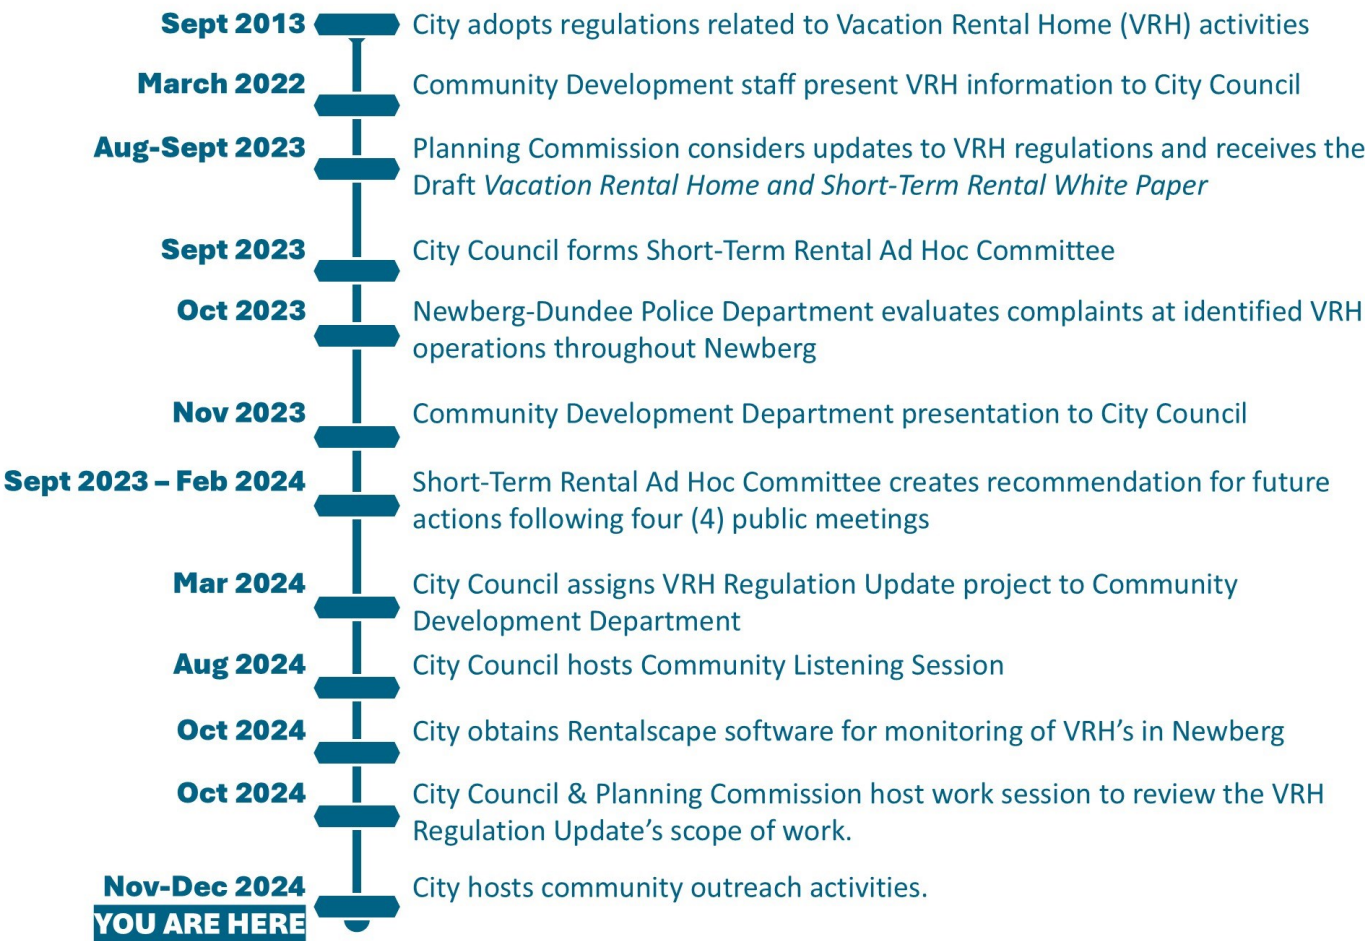 Sept 2013 City adopts regulations related to Vacation Rental Home (VRH) activities
March 2022 Community Development staff present VRH information to City Council
Aug-Sept 2023 Planning Commission considers updates to VRH regulations and receives the
Draft Vacation Rental Home and Short-Term Rental White Paper
Sept 2023 City Council forms Short-Term Rental Ad Hoc Committee
Oct 2023 Newberg-Dundee Police Department evaluates complaints at identified VRH
operations throughout Newberg
Nov 2023 Community Development Department presentation to City Council
Sept 2023 – Feb 2024 Short-Term Rental Ad Hoc Committee creates recommendation for future
actions following four (4) public meetings
Mar 2024 City Council assigns VRH Regulation Update project to Community
Development Department
Aug 2024 City Council hosts Community Listening Session
Oct 2024 City obtains Rentalscape software for monitoring of VRH’s in Newberg
Oct 2024 City Council & Planning Commission host work session to review the VRH
Regulation Update’s scope of work.
Nov-Dec 2024 City hosts community outreach activities.
YOU ARE HERE